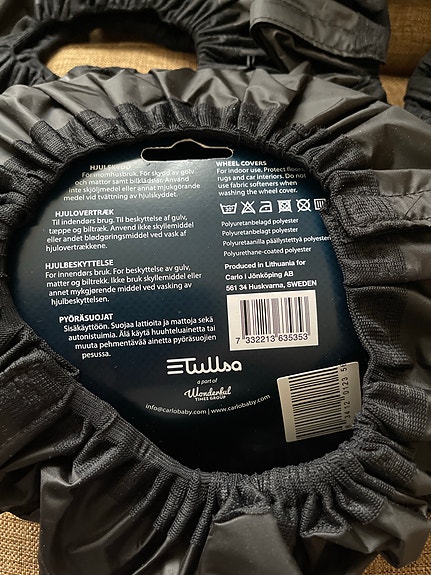 HJULSKYDD
För inomhusbruk. För skydd av golv,
och mattor samt bilklädsel. Använd
inte sköljmedel eller annat mjukgörande
medel vid tvättning av hjulskyddet.
HJULOVERTRÆK
Til indendørs brug. Til beskyttelse af gulv,
tæppe og biltræk. Anvend ikke skyllemiddel
eller andet blødgøringsmiddel ved vask af
hjulovertrækkene.
HJULBESKYTTELSE
For innendørs bruk. For beskyttelse av gulv,
matter og biltrekk. Ikke bruk skyllemiddel eller
annet mykgjørende middel ved vasking av
hjulbeskyttelsen.
PYÖRÄSUOJAT
Sisäkäyttöön. Suojaa lattioita ja mattoja sekä
autonistuimia. Älä käytä huuhteluainetta tai
muuta pehmentävää ainetta pyöräsuojien
pesussa.
WHEEL COVERS
For indoor use. Protect floors,
rugs and car interiors. Do not
use fabric softeners when
washing the wheel cover.
Polyuretanbelagd polyester
Polyuretanbelagt polyester
Polyuretaanilla päällystettyä polyesteri
Polyurethane-coated polyester
Produced in Lithuania for
Carlo i Jönköping AB
561 34 Huskvarna, SWEDEN
7 332213 635353
Tullsa
a part of
Wonderful
TIMES GROUP
info@carlobaby.com | www.carlobaby.com